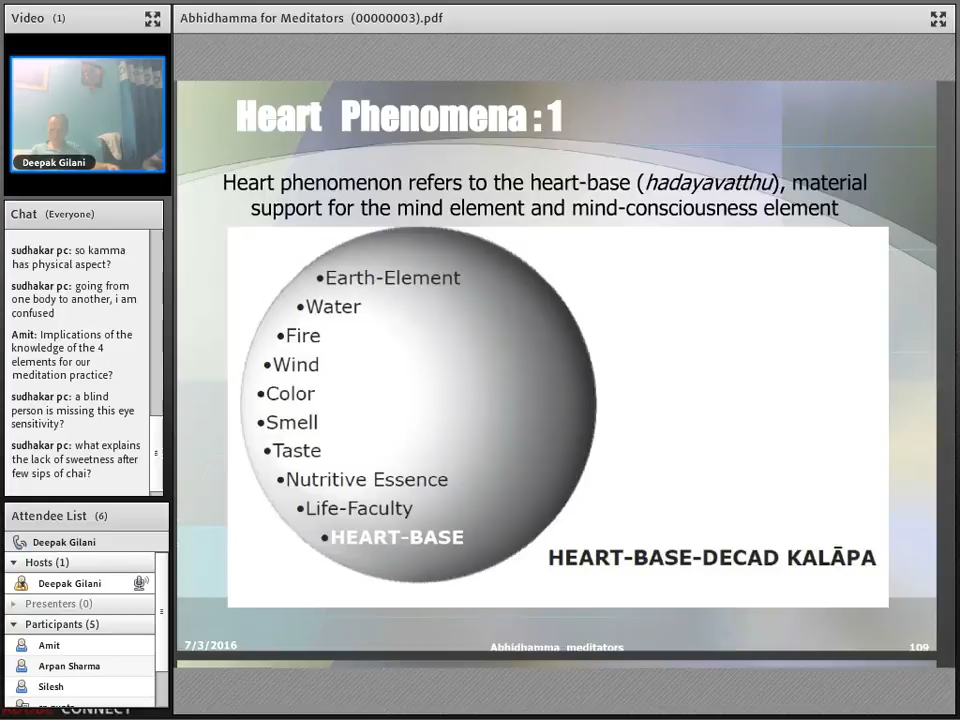 Video (1)
Deepak Gilani
Chat (Everyone)
sudhakar pc: so kamma
has physical aspect?
sudhakar pc: going from
one body to another, i am
confused
Amit: Implications of the
knowledge of the 4
elements for our
meditation practice?
sudhakar pc: a blind
person is missing this eye
sensitivity?
sudhakar pc: what explains
the lack of sweetness after
few sips of chai?
Attendee List (6)
Deepak Gilani
Hosts (1)
Deepak Gilani
Presenters (0)
Participants (5)
Amit
Arpan Sharma
Silesh
CONNECT
Abhidhamma for Meditators (00000003).pdf
Heart Phenomena : 1
Heart phenomenon refers to the heart-base (hadayavatthu), material
support for the mind element and mind-consciousness element
•Earth-Element
•Water
•Fire
•Wind
•Color
•Smell
•Taste
•Nutritive Essence
•Life-Faculty
•HEART-BASE
HEART-BASE-DECAD KALĀPA
7/3/2016
Abhidhamma meditators
109